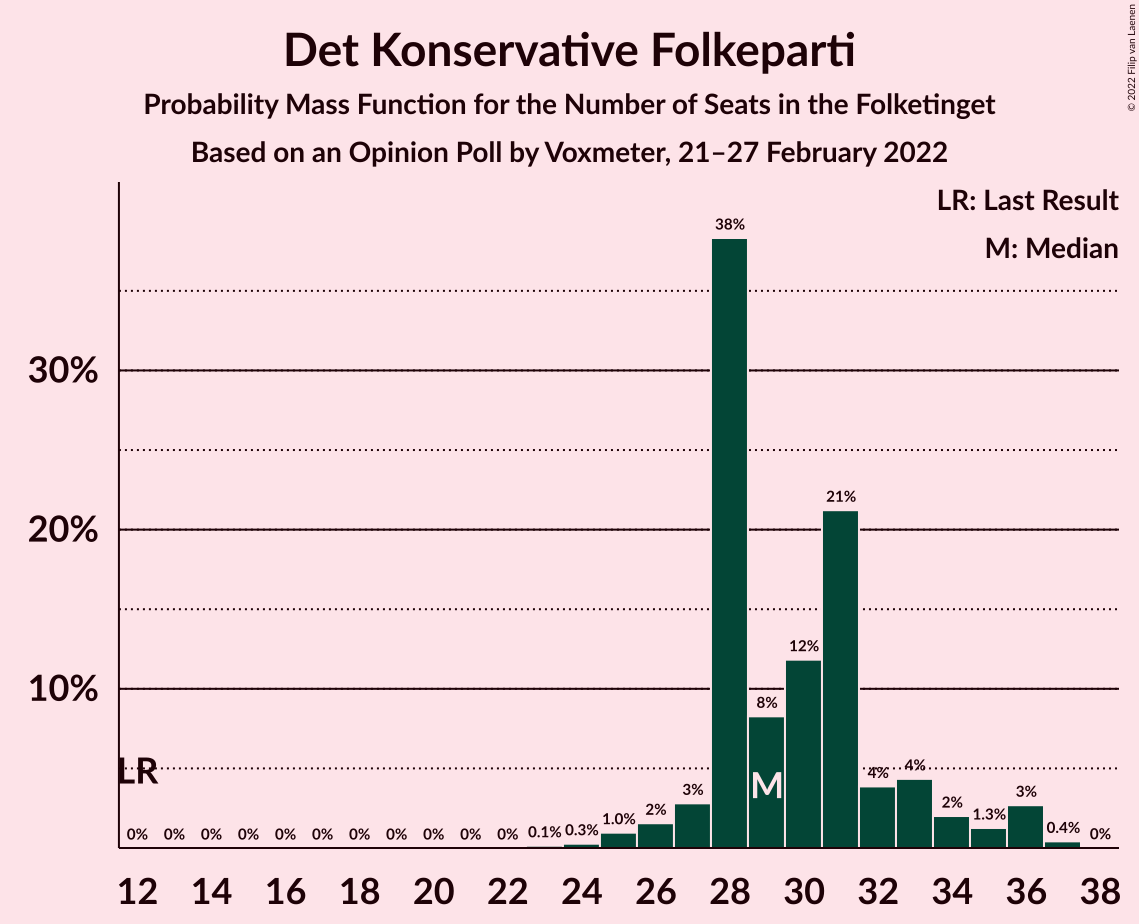 Det Konservative Folkeparti
Probability Mass Function for the Number of Seats in the Folketinget
Based on an Opinion Poll by Voxmeter, 21–27 February 2022
© 2022 Filip van Laenen
LR: Last Result
M: Median
38%
30%
21%
20%
12%
10%
8%
LR
M
4% 4%
0% 0% 0% 0% 0% 0% 0% 0% 0% 0% 0% 0.1% 0.3% 1.0% 2% 3% 2% 1.3% 3% 0.4% 0%
12 14 16 18 20 22 24 26 28 30 32 34 36 38